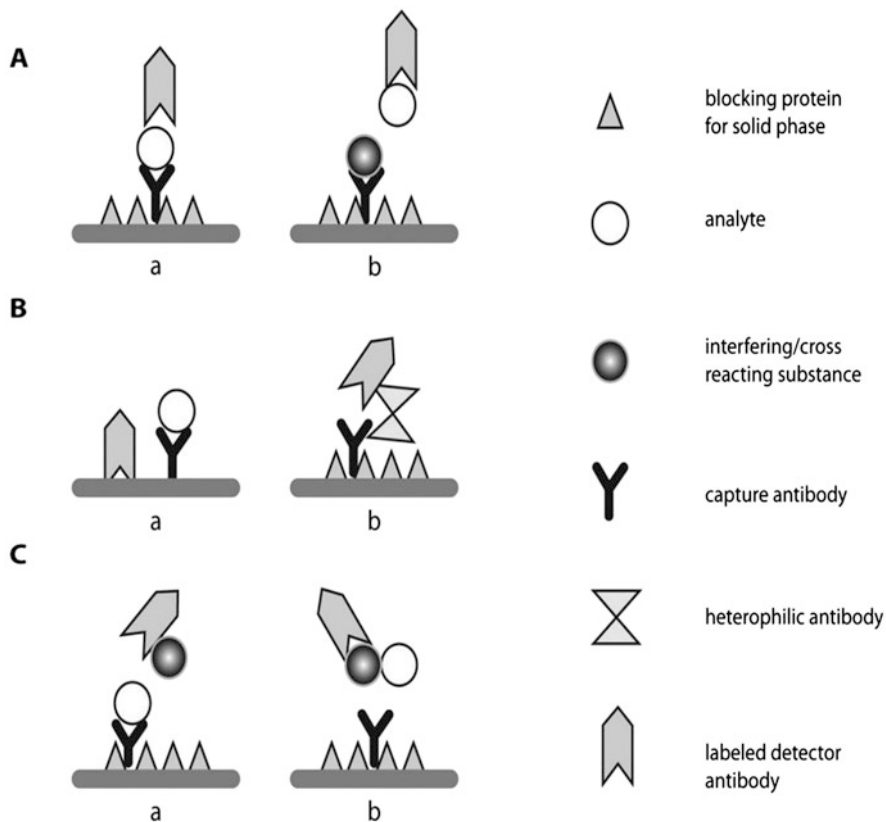 A
a
b
blocking protein
for solid phase
analyte
B
a
b
interfering/cross
reacting substance
capture antibody
C
a
b
heterophilic antibody
labeled detector
antibody